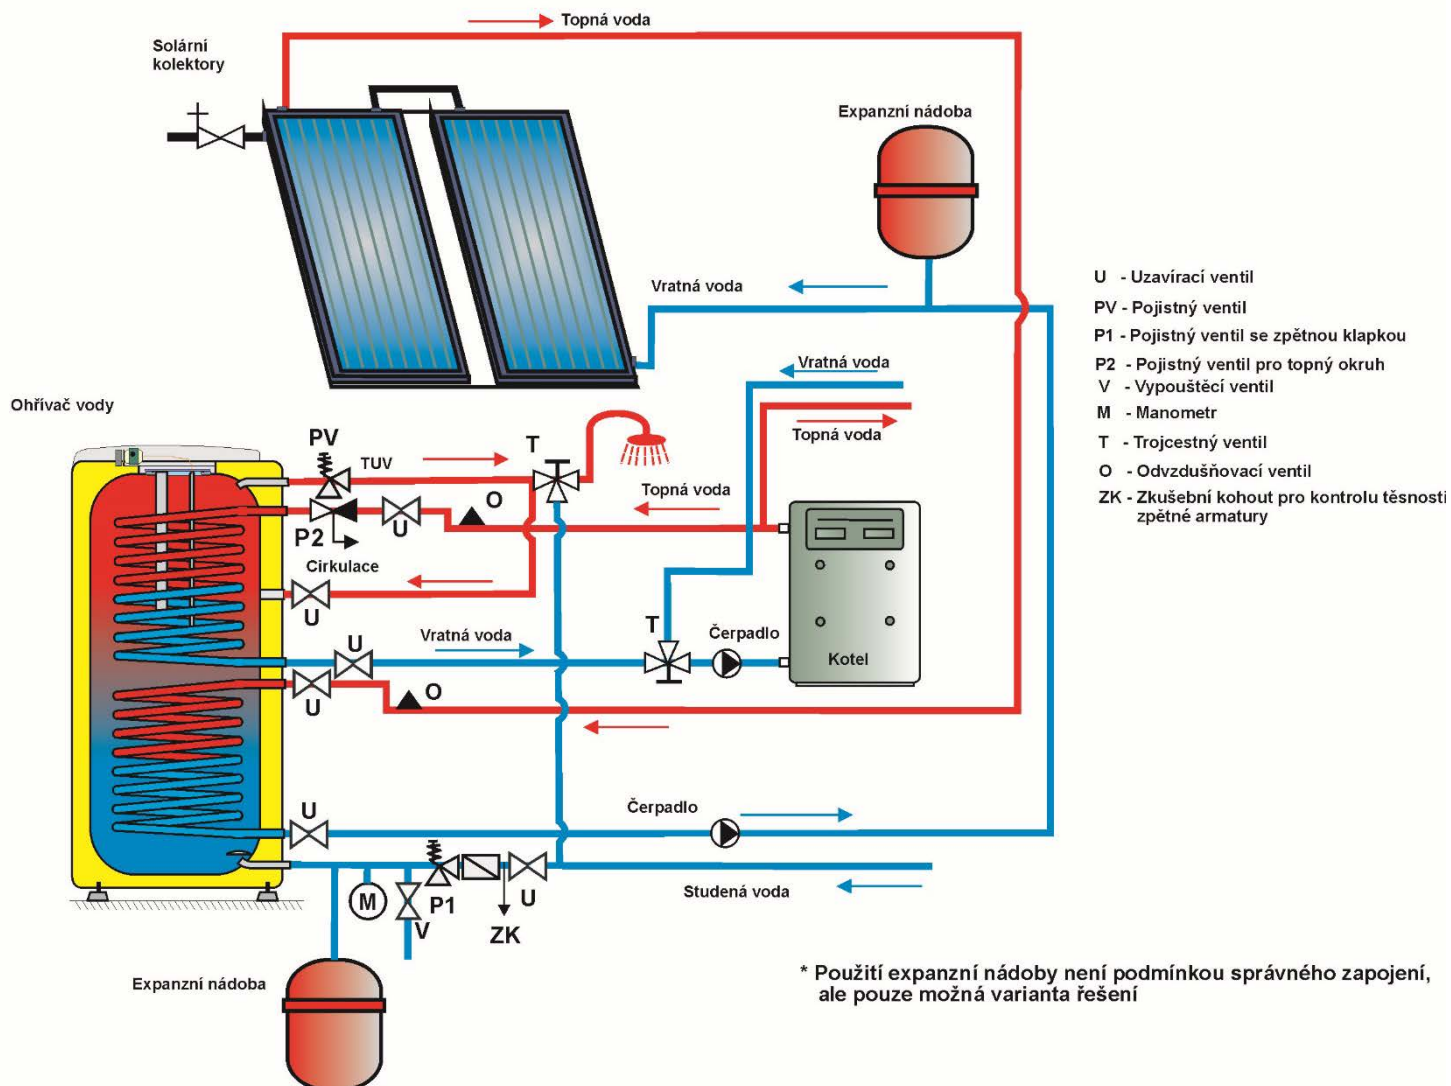 Topná voda
Solární
kolektory
Expanzní nádoba
Vratná voda
U - Uzavírací ventil
PV - Pojistný ventil
P1 - Pojistný ventil se zpětnou klapkou
P2 - Pojistný ventil pro topný okruh
V - Vypouštěcí ventil
M - Manometr
T - Trojcestný ventil
O - Odvzdušňovací ventil
ZK - Zkušební kohout pro kontrolu těsnosti
zpětné armatury
Vratná voda
Topná voda
Ohřívač vody
PV
TUV
T
Topná voda
O
U
P2
Cirkulace
U
U
Vratná voda
T
Čerpadlo
Kotel
U
O
U
Čerpadlo
M
V
P1
ZK
U
Studená voda
Expanzní nádoba
* Použití expanzní nádoby není podmínkou správného zapojení,
ale pouze možná varianta řešení